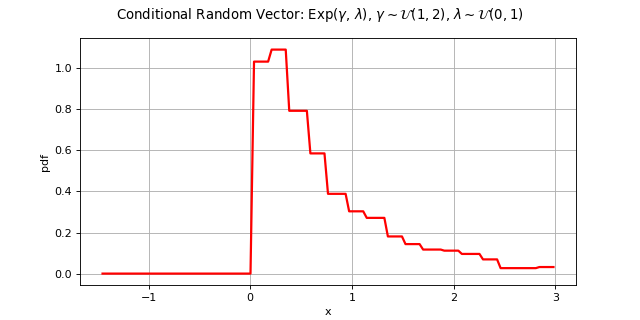 Conditional Random Vector: Exp(γ, λ), γ ∼ 𝒰(1, 2), λ ∼ 𝒰(0, 1)
pdf
1.0
0.8
0.6
0.4
0.2
0.0
−1 0 1 2 3
x